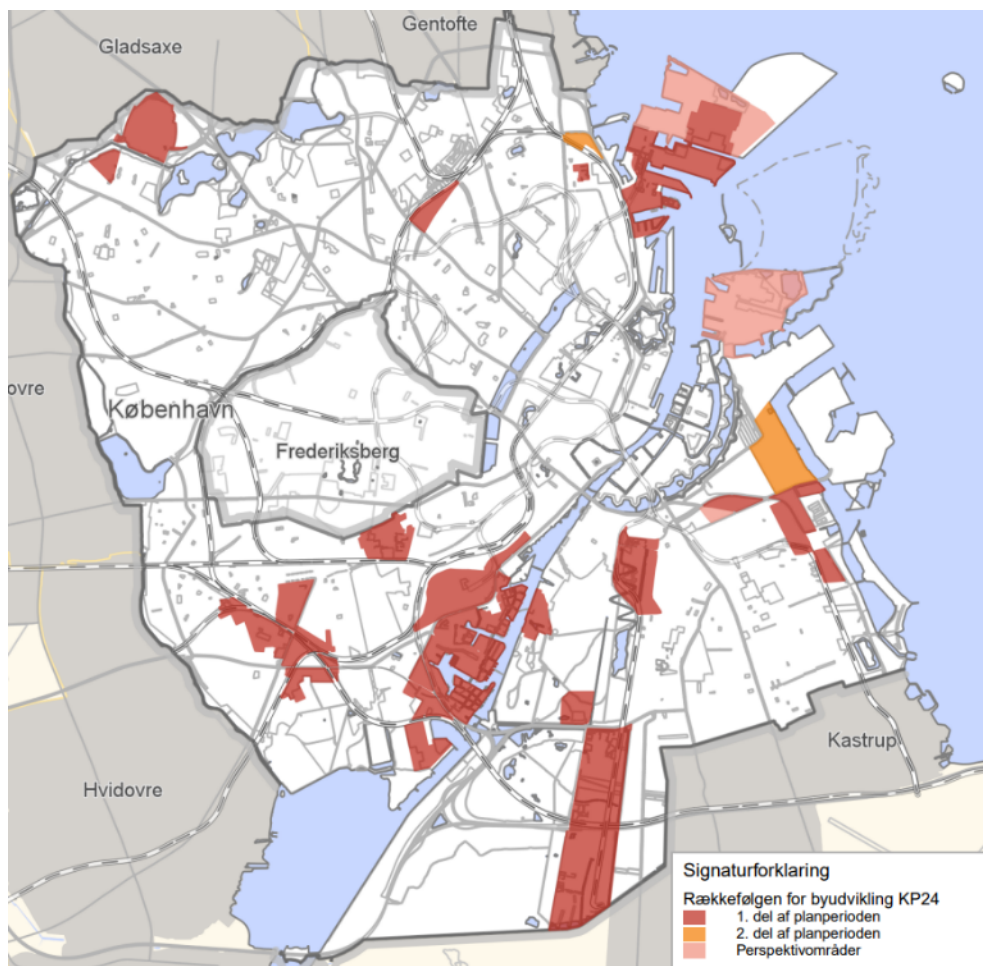 Gentofte
Gladsaxe
ovre
København
Frederiksberg
Kastrup
Hvidovre
Signaturforklaring
Rækkefølgen for byudvikling KP24
1. del af planperioden
2. del af planperioden
Perspektivområder